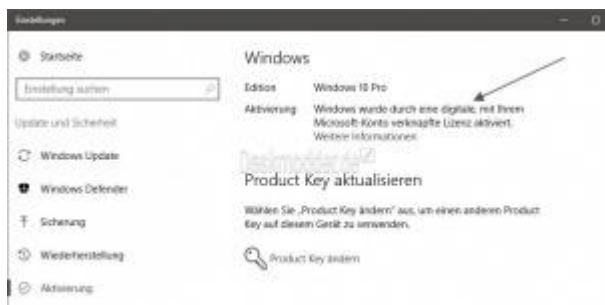 Einstellungen
Startseite
Einstellung suchen
Update und Sicherheit
Windows Update
Windows Defender
Sicherung
Wiederherstellung
Aktivierung
Windows
Edition Windows 10 Pro
Aktivierung Windows wurde durch eine digitale, mit Ihrem
Microsoft-Konto verknüpfte Lizenz aktiviert.
Weitere Informationen
Deskmodder.de
Product Key aktualisieren
Wählen Sie „Product Key ändern" aus, um einen anderen Product
Key auf diesem Gerät zu verwenden.
Product Key ändern